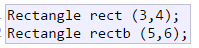 Rectangle rect (3,4);
Rectangle rectb (5,6);